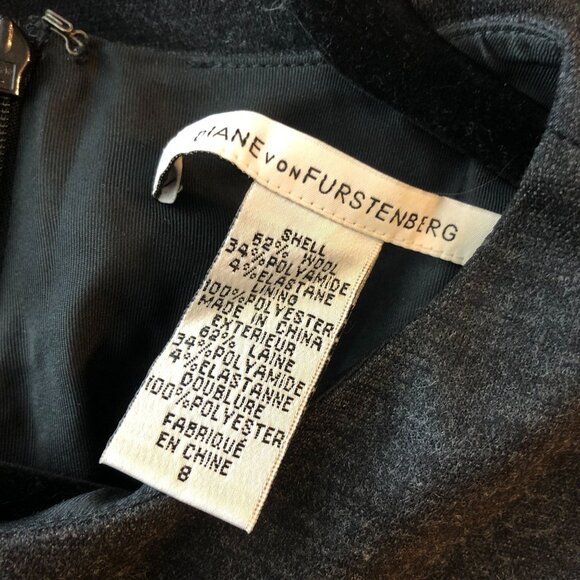 DIANE VON FURSTENBERG
SHELL
62% WOOL
34%POLYAMIDE
4%ELASTANE
LINING
100%POLYESTER
MADE IN CHINA
EXTERIEUR
62% LAINE
34%POLYAMIDE
4%ELASTANNE
DOUBLURE
100%POLYESTER
FABRIQUÉ
EN CHINE
8